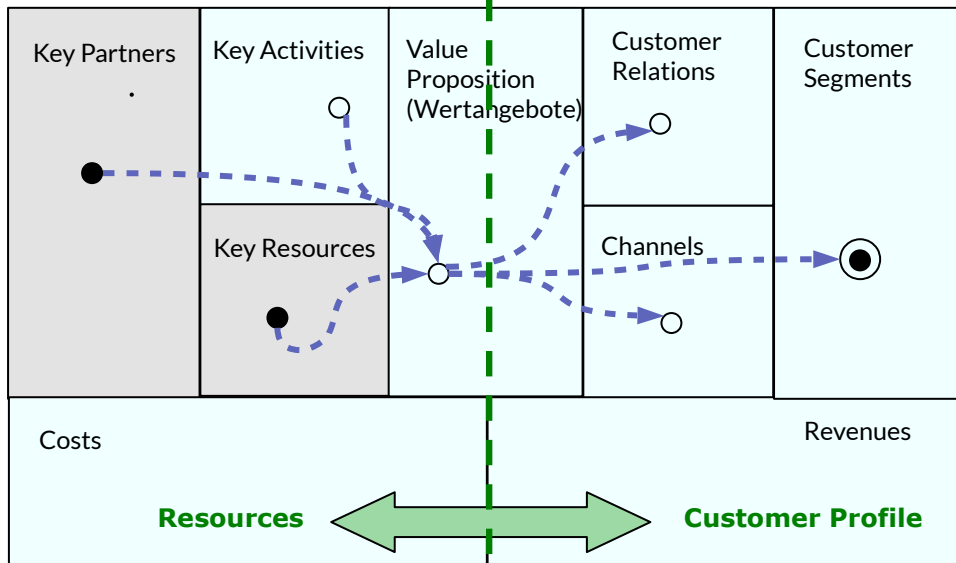 Key Partners
Key Activities
Value
Proposition
(Wertangebote)
Customer
Relations
Customer
Segments
Key Resources
Channels
Costs
Revenues
Resources
Customer Profile